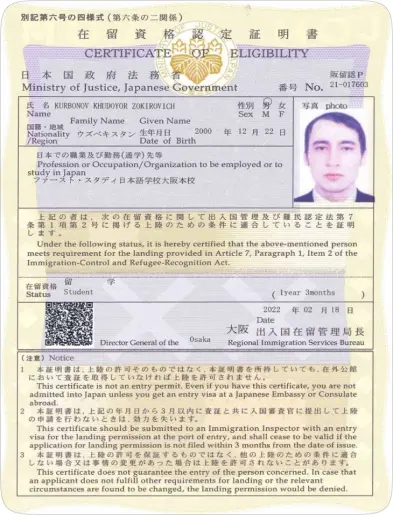 別記第六号の四様式 (第六条の二関係)
在留資格認定証明書
CERTIFICATE OF ELIGIBILITY
日本国政府法務省
阪留認P
Ministry of Justice, Japanese Government 番号 No. 21-017603
氏名 KURBONOV KHUDOYOR ZOKIROVICH 性別 男 女 写真 photo
Name Family Name Given Name Sex M F
国籍・地域
Nationality ウズベキスタン 生年月日 2000 年 12 月 22 日
/Region Date of Birth
日本での職業及び勤務(通学)先等
Profession or Occupation/Organization to be employed or to
study in Japan
ファースト・スタディ日本語学校大阪本校
上記の者は、次の在留資格に関して出入国管理及び難民認定法第7
条第1項第2号に掲げる上陸のための条件に適合していることを証明
します。
Under the following status, it is hereby certified that the above-mentioned person
meets requirement for the landing provided in Article 7, Paragraph 1, Item 2 of the
Immigration-Control and Refugee-Recognition Act.
在留資格 留学
Status Student ( 1year 3months )
2022 年 02 月 18 日
Date
大阪 出入国在留管理局長
Director General of the Osaka Regional Immigration Services Bureau
(注意) Notice
1 本証明書は、上陸の許可そのものではなく、本証明書を所持していても、在外公館
において査証を取得していなければ上陸を許可されません。
This certificate is not an entry permit. Even if you have this certificate, you are not
admitted into Japan unless you get an entry visa at a Japanese Embassy or Consulate
abroad.
2 本証明書は、上記の年月日から3月以内に査証と共に入国審査官に提出して上陸
の申請を行わないときは、効力を失います。
This certificate should be submitted to an Immigration Inspector with an entry
visa for the landing permission at the port of entry, and shall cease to be valid if the
application for landing permission is not filed within 3 months from the date of issue.
3 本証明書は、上陸の許可を保証するものではなく、他の上陸のための条件に適合
しない場合又は事情の変更があった場合は上陸を許可されないことがあります。
This certificate does not guarantee the entry of the person concerned. In case that
an applicant does not fulfill other requirements for landing or the relevant
circumstances are found to be changed, the landing permission would be denied.